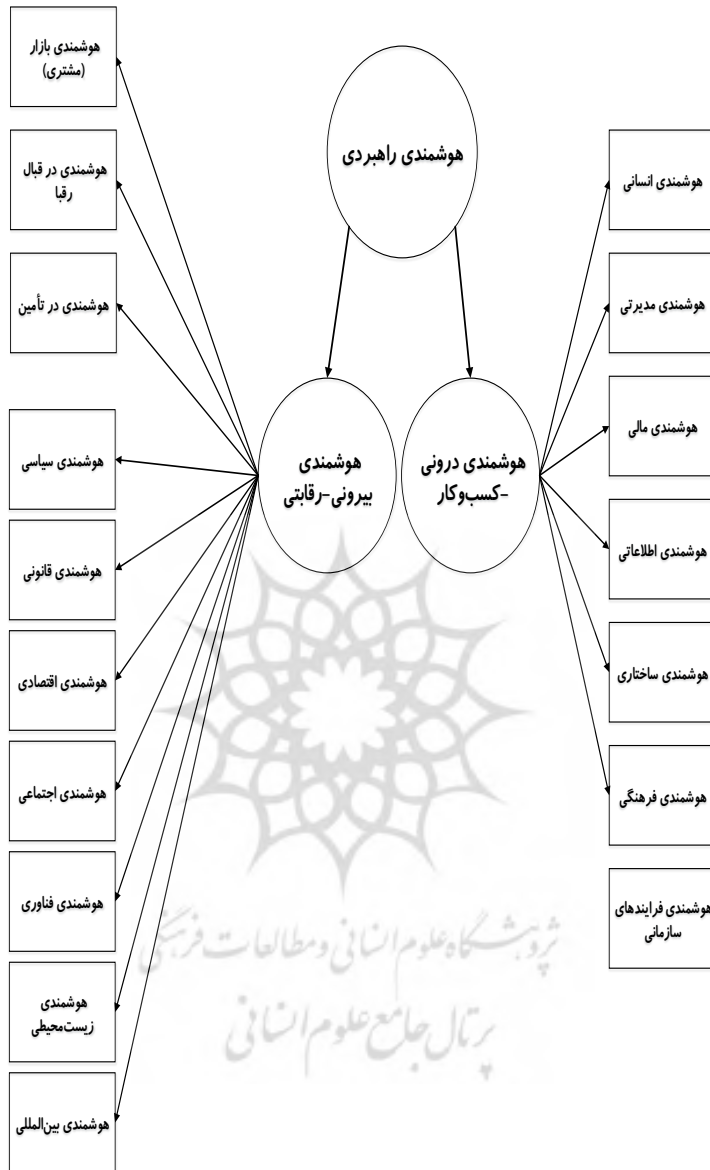 هوشمندی راهبردی
هوشمندی درونی
-کسب‌وکار
هوشمندی
بیرونی-رقابتی
هوشمندی انسانی
هوشمندی مدیرتی
هوشمندی مالی
هوشمندی اطلاعاتی
هوشمندی ساختاری
هوشمندی فرهنگی
هوشمندی فرایندهای
سازمانی
هوشمندی بازار
(مشتری)
هوشمندی در قبال
رقبا
هوشمندی در تأمین
هوشمندی سیاسی
هوشمندی قانونی
هوشمندی اقتصادی
هوشمندی اجتماعی
هوشمندی فناوری
هوشمندی
زیست‌محیطی
هوشمندی بین‌المللی
پژوهشگاه علوم انسانی و مطالعات فرهنگی
پرتال جامع علوم انسانی